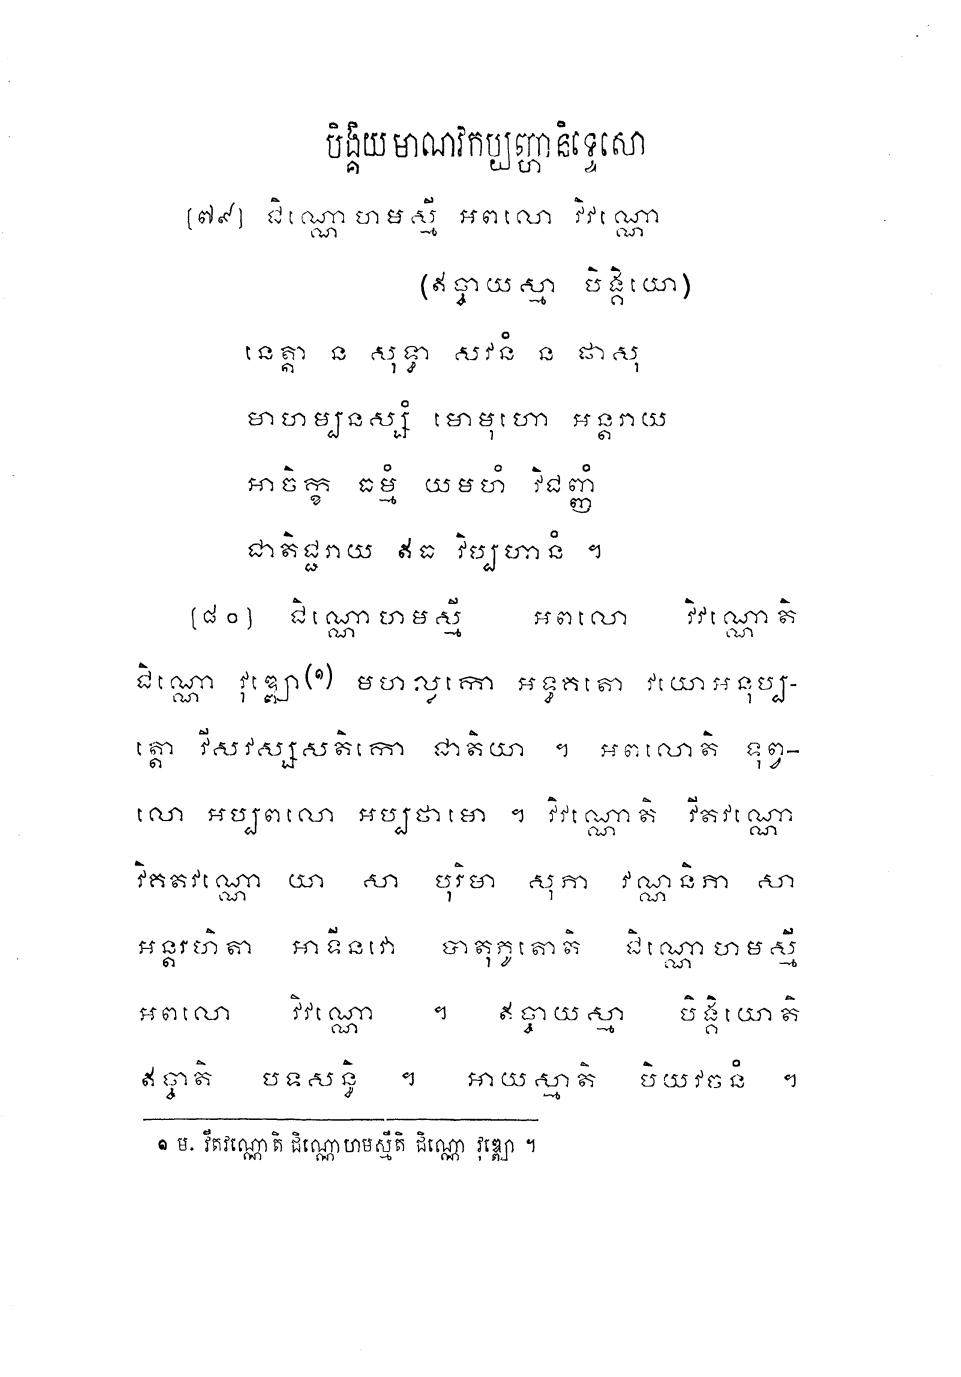 បិង្គិយមាណវកប្បញ្ហានិទ្ទេសោ
[៧៩] ជិណ្ណោហមស្មី អពលោ វិវណ្ណោ
(ឥច្ចាយស្មា បិង្គិយោ)
នេត្តា ន សុទ្ធា សវនំ ន ផាសុ
មាហម្បនស្សំ មោមុហោ អន្តរាយ
អាចិក្ខ ធម្មំ យមហំ វិជញ្ញំ
ជាតិជ្ជរាយ ឥធ វិប្បហានំ ។
[៨០] ជិណ្ណោហមស្មី អពលោ វិវណ្ណោតិ
ជិណ្ណោ វុឌ្ឍោ(១) មហល្លកោ អទ្ធគតោ វយោអនុប្ប-
ត្តោ វីសវស្សសតិកោ ជាតិយា ។ អពលោតិ ទុព្វ-
លោ អប្បពលោ អប្បថាមោ ។ វិវណ្ណោតិ វីតវណ្ណោ
វិគតវណ្ណោ យា សា បុរិមា សុភា វណ្ណនិភា សា
អន្តរហិតា អាទីនវោ បាតុភូតោតិ ជិណ្ណោហមស្មី
អពលោ វិវណ្ណោ ។ ឥច្ចាយស្មា បិង្គិយោតិ
ឥច្ចាតិ បទសន្ធិ ។ អាយស្មាតិ បិយវចនំ ។
១ ម. វីតវណ្ណោតិ ជិណ្ណោហមស្មីតិ ជិណ្ណោ វុឌ្ឍោ ។